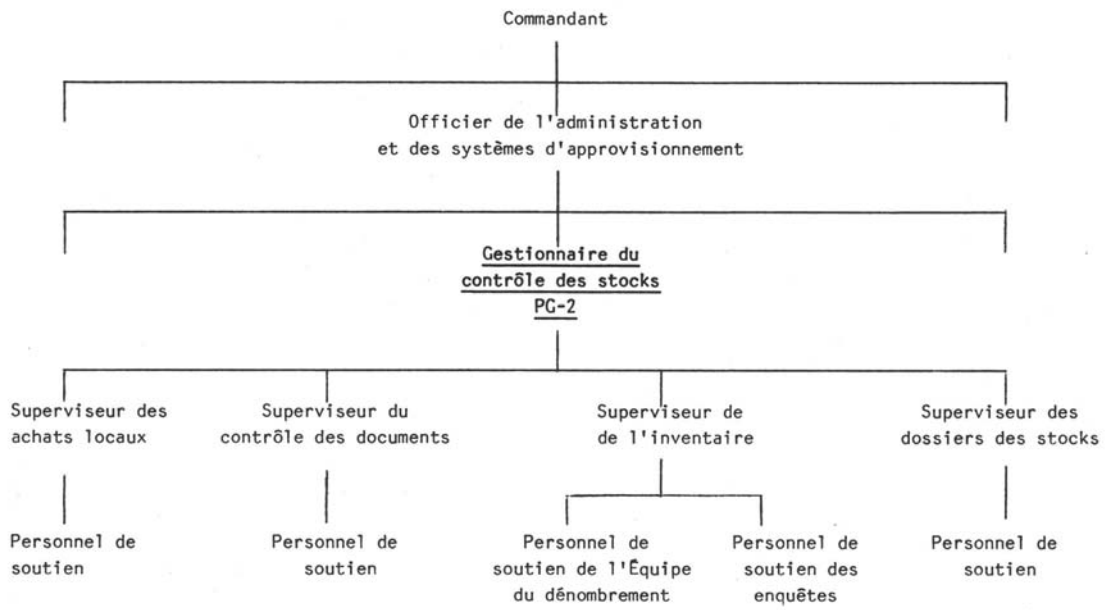 Commandant
Officier de l'administration
et des systèmes d'approvisionnement
Gestionnaire du
contrôle des stocks
PG-2
Superviseur des
achats locaux
Superviseur du
contrôle des documents
Superviseur de
de l'inventaire
Superviseur des
dossiers des stocks
Personnel de
soutien
Personnel de
soutien
Personnel de
soutien de l'Équipe
du dénombrement
Personnel de
soutien des
enquêtes
Personnel de
soutien